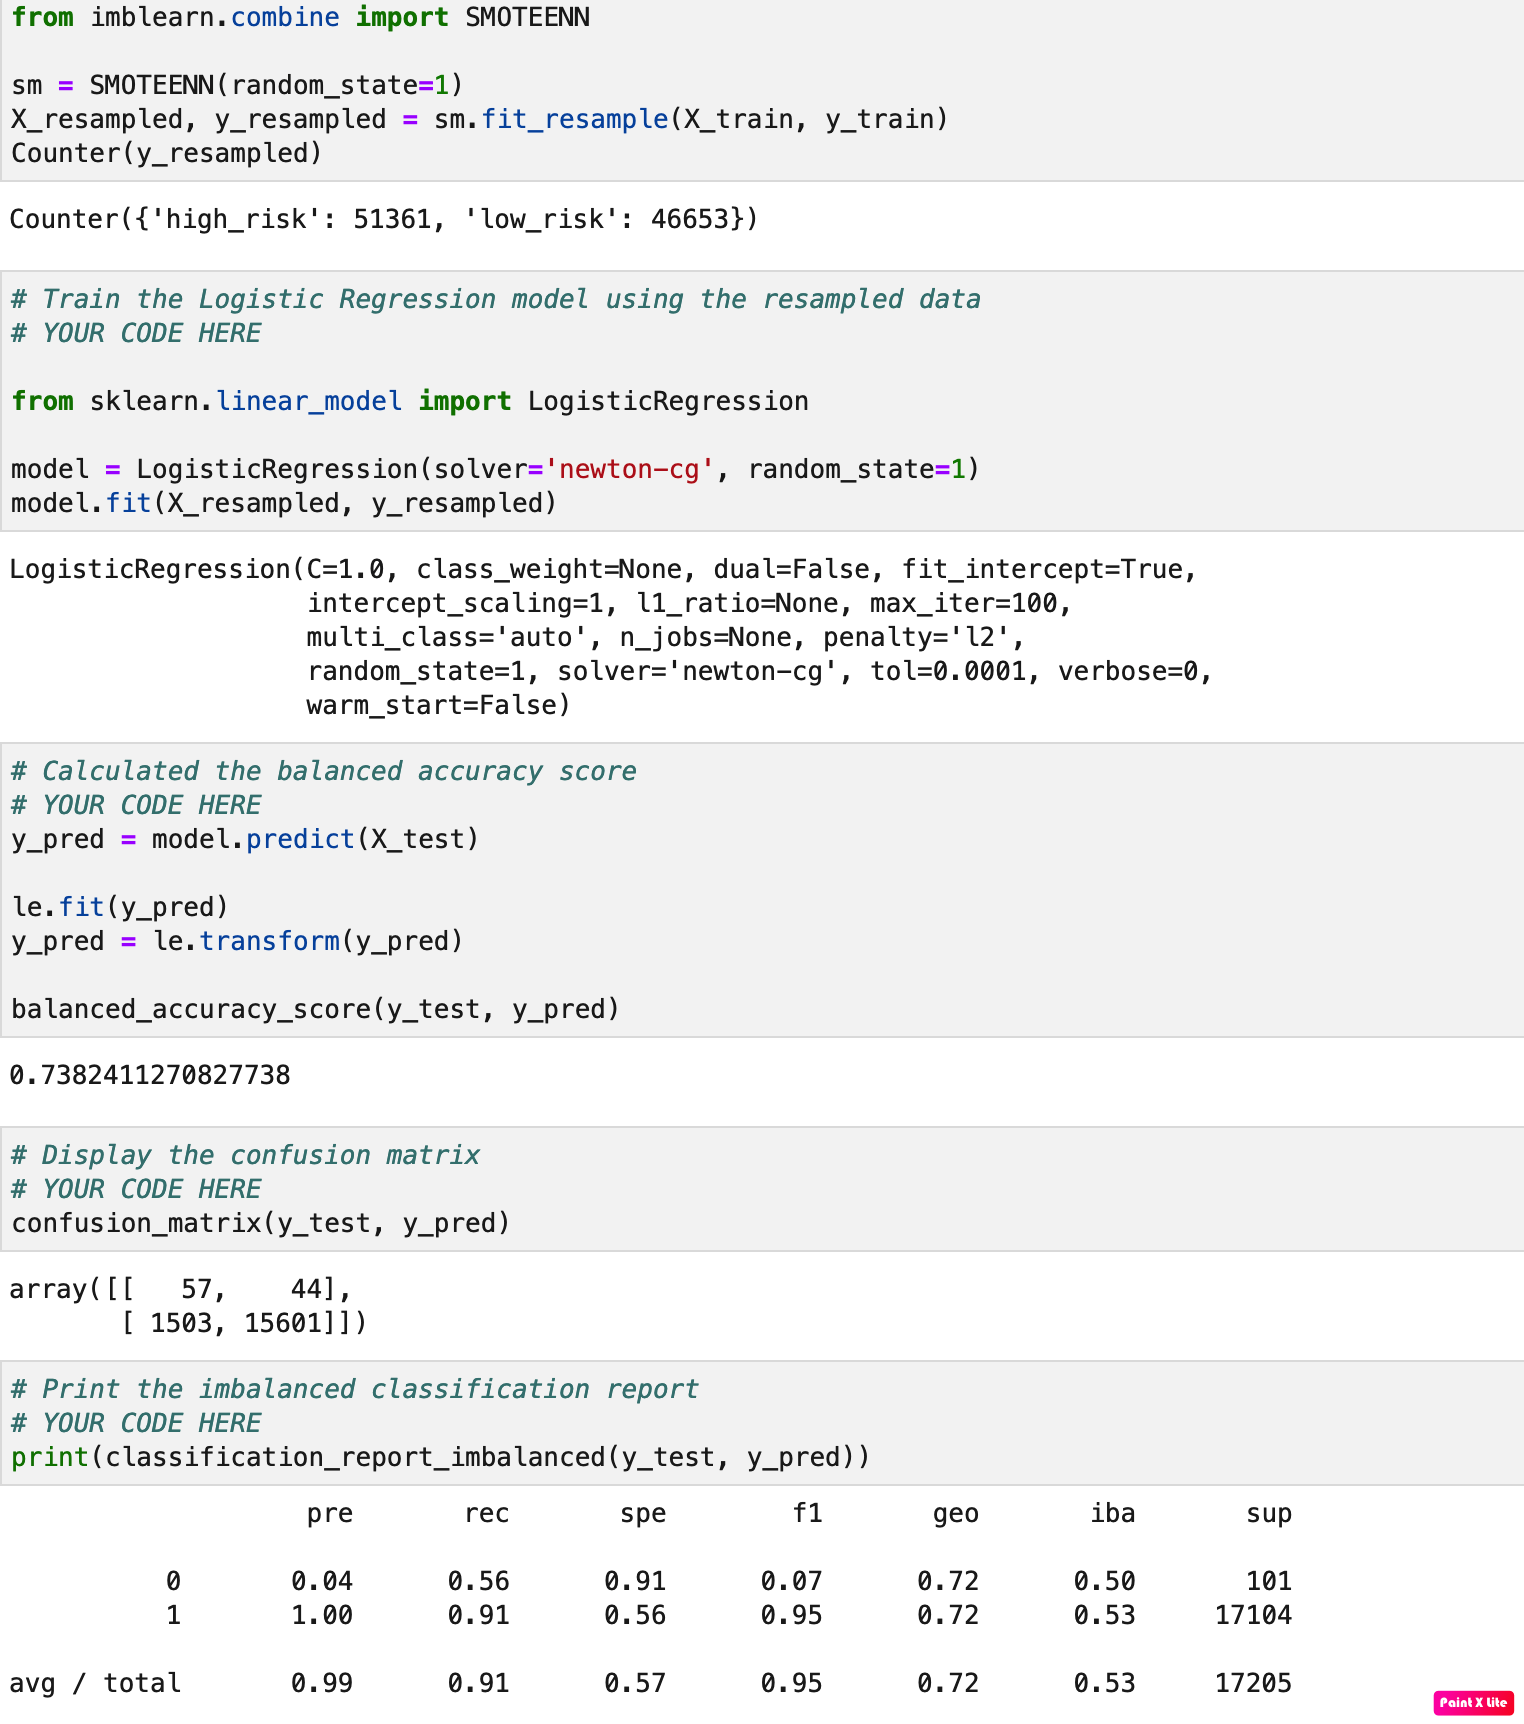 from imblearn.combine import SMOTEENN
sm = SMOTEENN(random_state=1)
X_resampled, y_resampled = sm.fit_resample(X_train, y_train)
Counter(y_resampled)
Counter({'high_risk': 51361, 'low_risk': 46653})
# Train the Logistic Regression model using the resampled data
# YOUR CODE HERE
from sklearn.linear_model import LogisticRegression
model = LogisticRegression(solver='newton-cg', random_state=1)
model.fit(X_resampled, y_resampled)
LogisticRegression(C=1.0, class_weight=None, dual=False, fit_intercept=True,
intercept_scaling=1, l1_ratio=None, max_iter=100,
multi_class='auto', n_jobs=None, penalty='l2',
random_state=1, solver='newton-cg', tol=0.0001, verbose=0,
warm_start=False)
# Calculated the balanced accuracy score
# YOUR CODE HERE
y_pred = model.predict(X_test)
le.fit(y_pred)
y_pred = le.transform(y_pred)
balanced_accuracy_score(y_test, y_pred)
0.7382411270827738
# Display the confusion matrix
# YOUR CODE HERE
confusion_matrix(y_test, y_pred)
array([[   57,    44],
[ 1503, 15601]])
# Print the imbalanced classification report
# YOUR CODE HERE
print(classification_report_imbalanced(y_test, y_pred))
pre rec spe f1 geo iba sup
0 0.04 0.56 0.91 0.07 0.72 0.50 101
1 1.00 0.91 0.56 0.95 0.72 0.53 17104
avg / total 0.99 0.91 0.57 0.95 0.72 0.53 17205
Paint X Lite